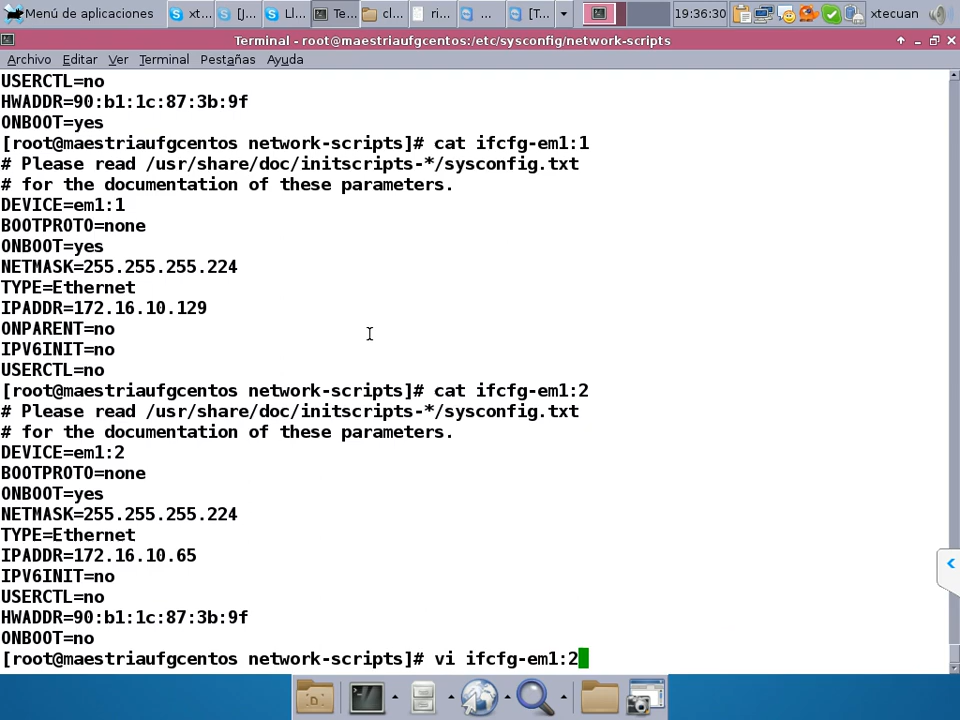 Menú de aplicaciones
xt...
[J...
Ll...
Te...
cl...
ri...
...
[T...
19:36:30
xtecuan
Terminal - root@maestriaufgcentos:/etc/sysconfig/network-scripts
Archivo Editar Ver Terminal Pestañas Ayuda
USERCTL=no
HWADDR=90:b1:1c:87:3b:9f
ONBOOT=yes
[root@maestriaufgcentos network-scripts]# cat ifcfg-em1:1
# Please read /usr/share/doc/initscripts-*/sysconfig.txt
# for the documentation of these parameters.
DEVICE=em1:1
BOOTPROTO=none
ONBOOT=yes
NETMASK=255.255.255.224
TYPE=Ethernet
IPADDR=172.16.10.129
ONPARENT=no
IPV6INIT=no
USERCTL=no
[root@maestriaufgcentos network-scripts]# cat ifcfg-em1:2
# Please read /usr/share/doc/initscripts-*/sysconfig.txt
# for the documentation of these parameters.
DEVICE=em1:2
BOOTPROTO=none
ONBOOT=yes
NETMASK=255.255.255.224
TYPE=Ethernet
IPADDR=172.16.10.65
IPV6INIT=no
USERCTL=no
HWADDR=90:b1:1c:87:3b:9f
ONBOOT=no
[root@maestriaufgcentos network-scripts]# vi ifcfg-em1:2